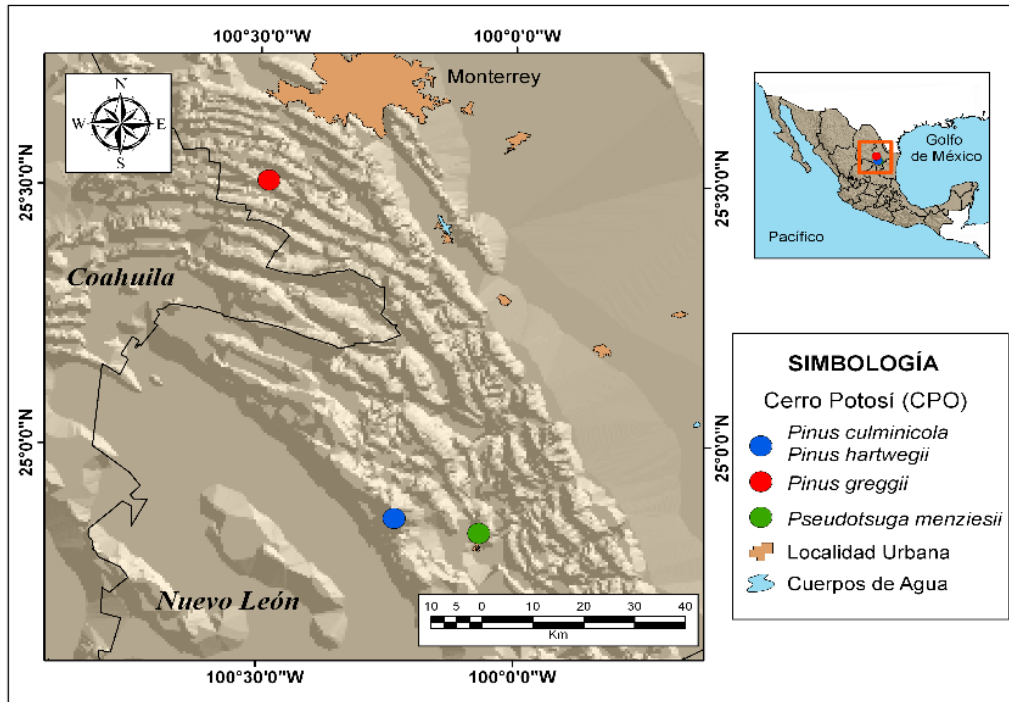 100°30'0"W
100°0'0"W
N
W
E
S
Monterrey
25°30'0"N
25°30'0"N
Coahuila
25°0'0"N
25°0'0"N
Nuevo León
10 5 0 10 20 30 40
Km
100°30'0"W
100°0'0"W
Golfo
de México
Pacífico
SIMBOLOGÍA
Cerro Potosí (CPO)
Pinus culminicola
Pinus hartwegii
Pinus greggii
Pseudotsuga menziesii
Localidad Urbana
Cuerpos de Agua